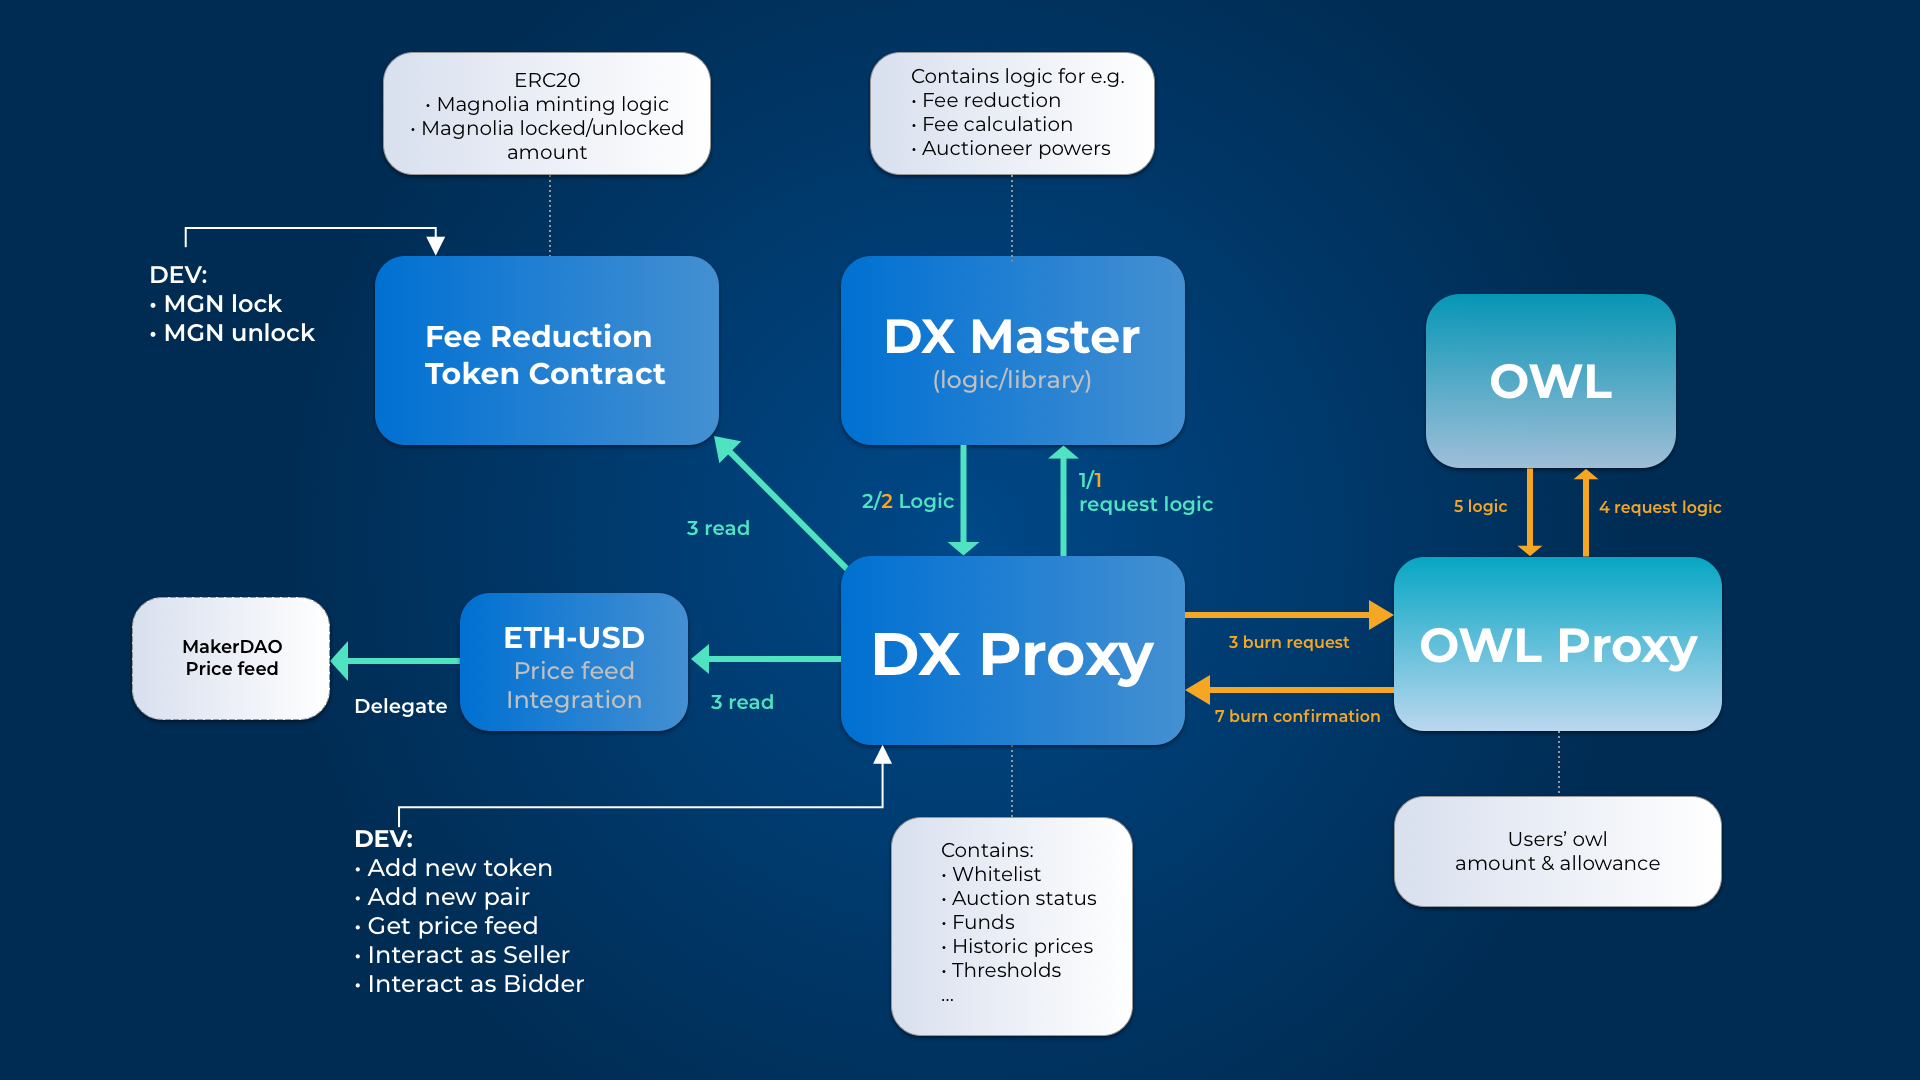 ERC20
• Magnolia minting logic
• Magnolia locked/unlocked
amount
Contains logic for e.g.
• Fee reduction
• Fee calculation
• Auctioneer powers
DEV:
• MGN lock
• MGN unlock
Fee Reduction
Token Contract
DX Master
(logic/library)
OWL
3 read
2/2 Logic
1/1
request logic
5 logic
4 request logic
MakerDAO
Price feed
Delegate
ETH-USD
Price feed
Integration
3 read
DX Proxy
3 burn request
7 burn confirmation
OWL Proxy
DEV:
• Add new token
• Add new pair
• Get price feed
• Interact as Seller
• Interact as Bidder
Contains:
• Whitelist
• Auction status
• Funds
• Historic prices
• Thresholds
...
Users’ owl
amount & allowance